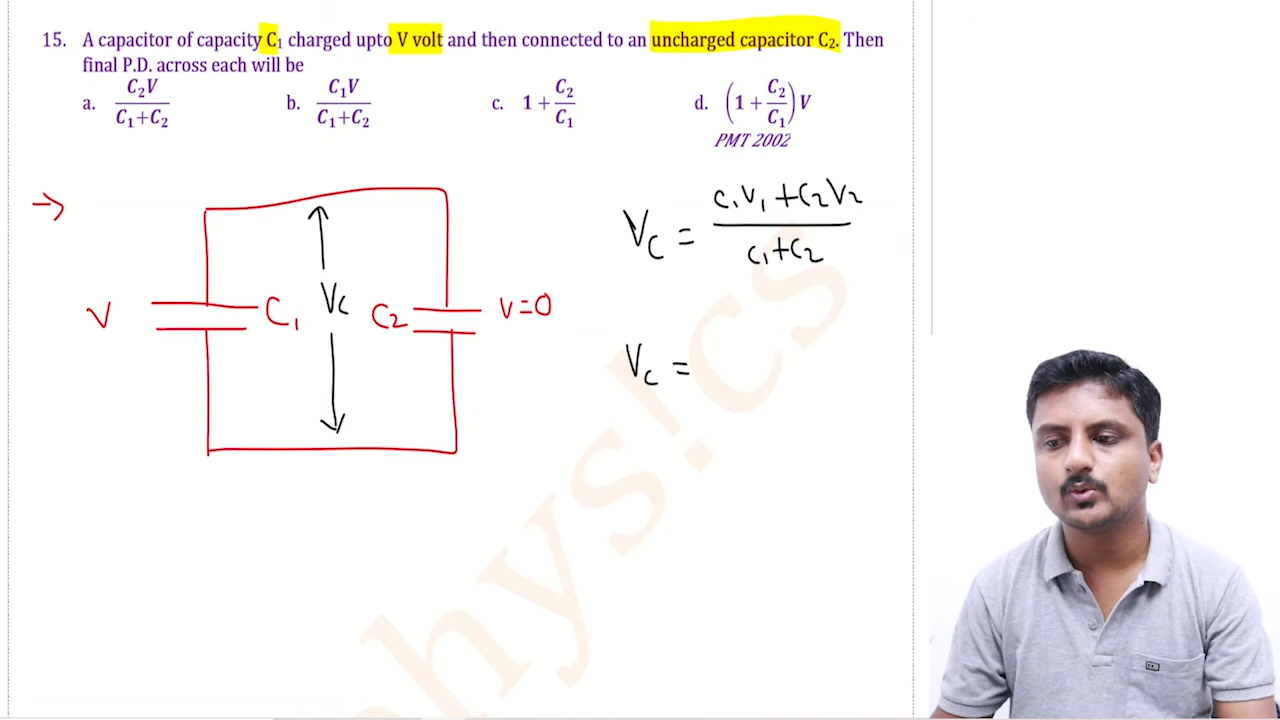 15. A capacitor of capacity C₁ charged upto V volt and then connected to an uncharged capacitor C₂. Then
final P.D. across each will be
a. C₂V / C₁+C₂ b. C₁V / C₁+C₂ c. 1 + C₂/C₁ d. (1 + C₂/C₁) V
PMT 2002
→
V_C = C₁V₁ + C₂V₂ / C₁+C₂
V C₁ V_C C₂ V=0
V_C =
phys!cs